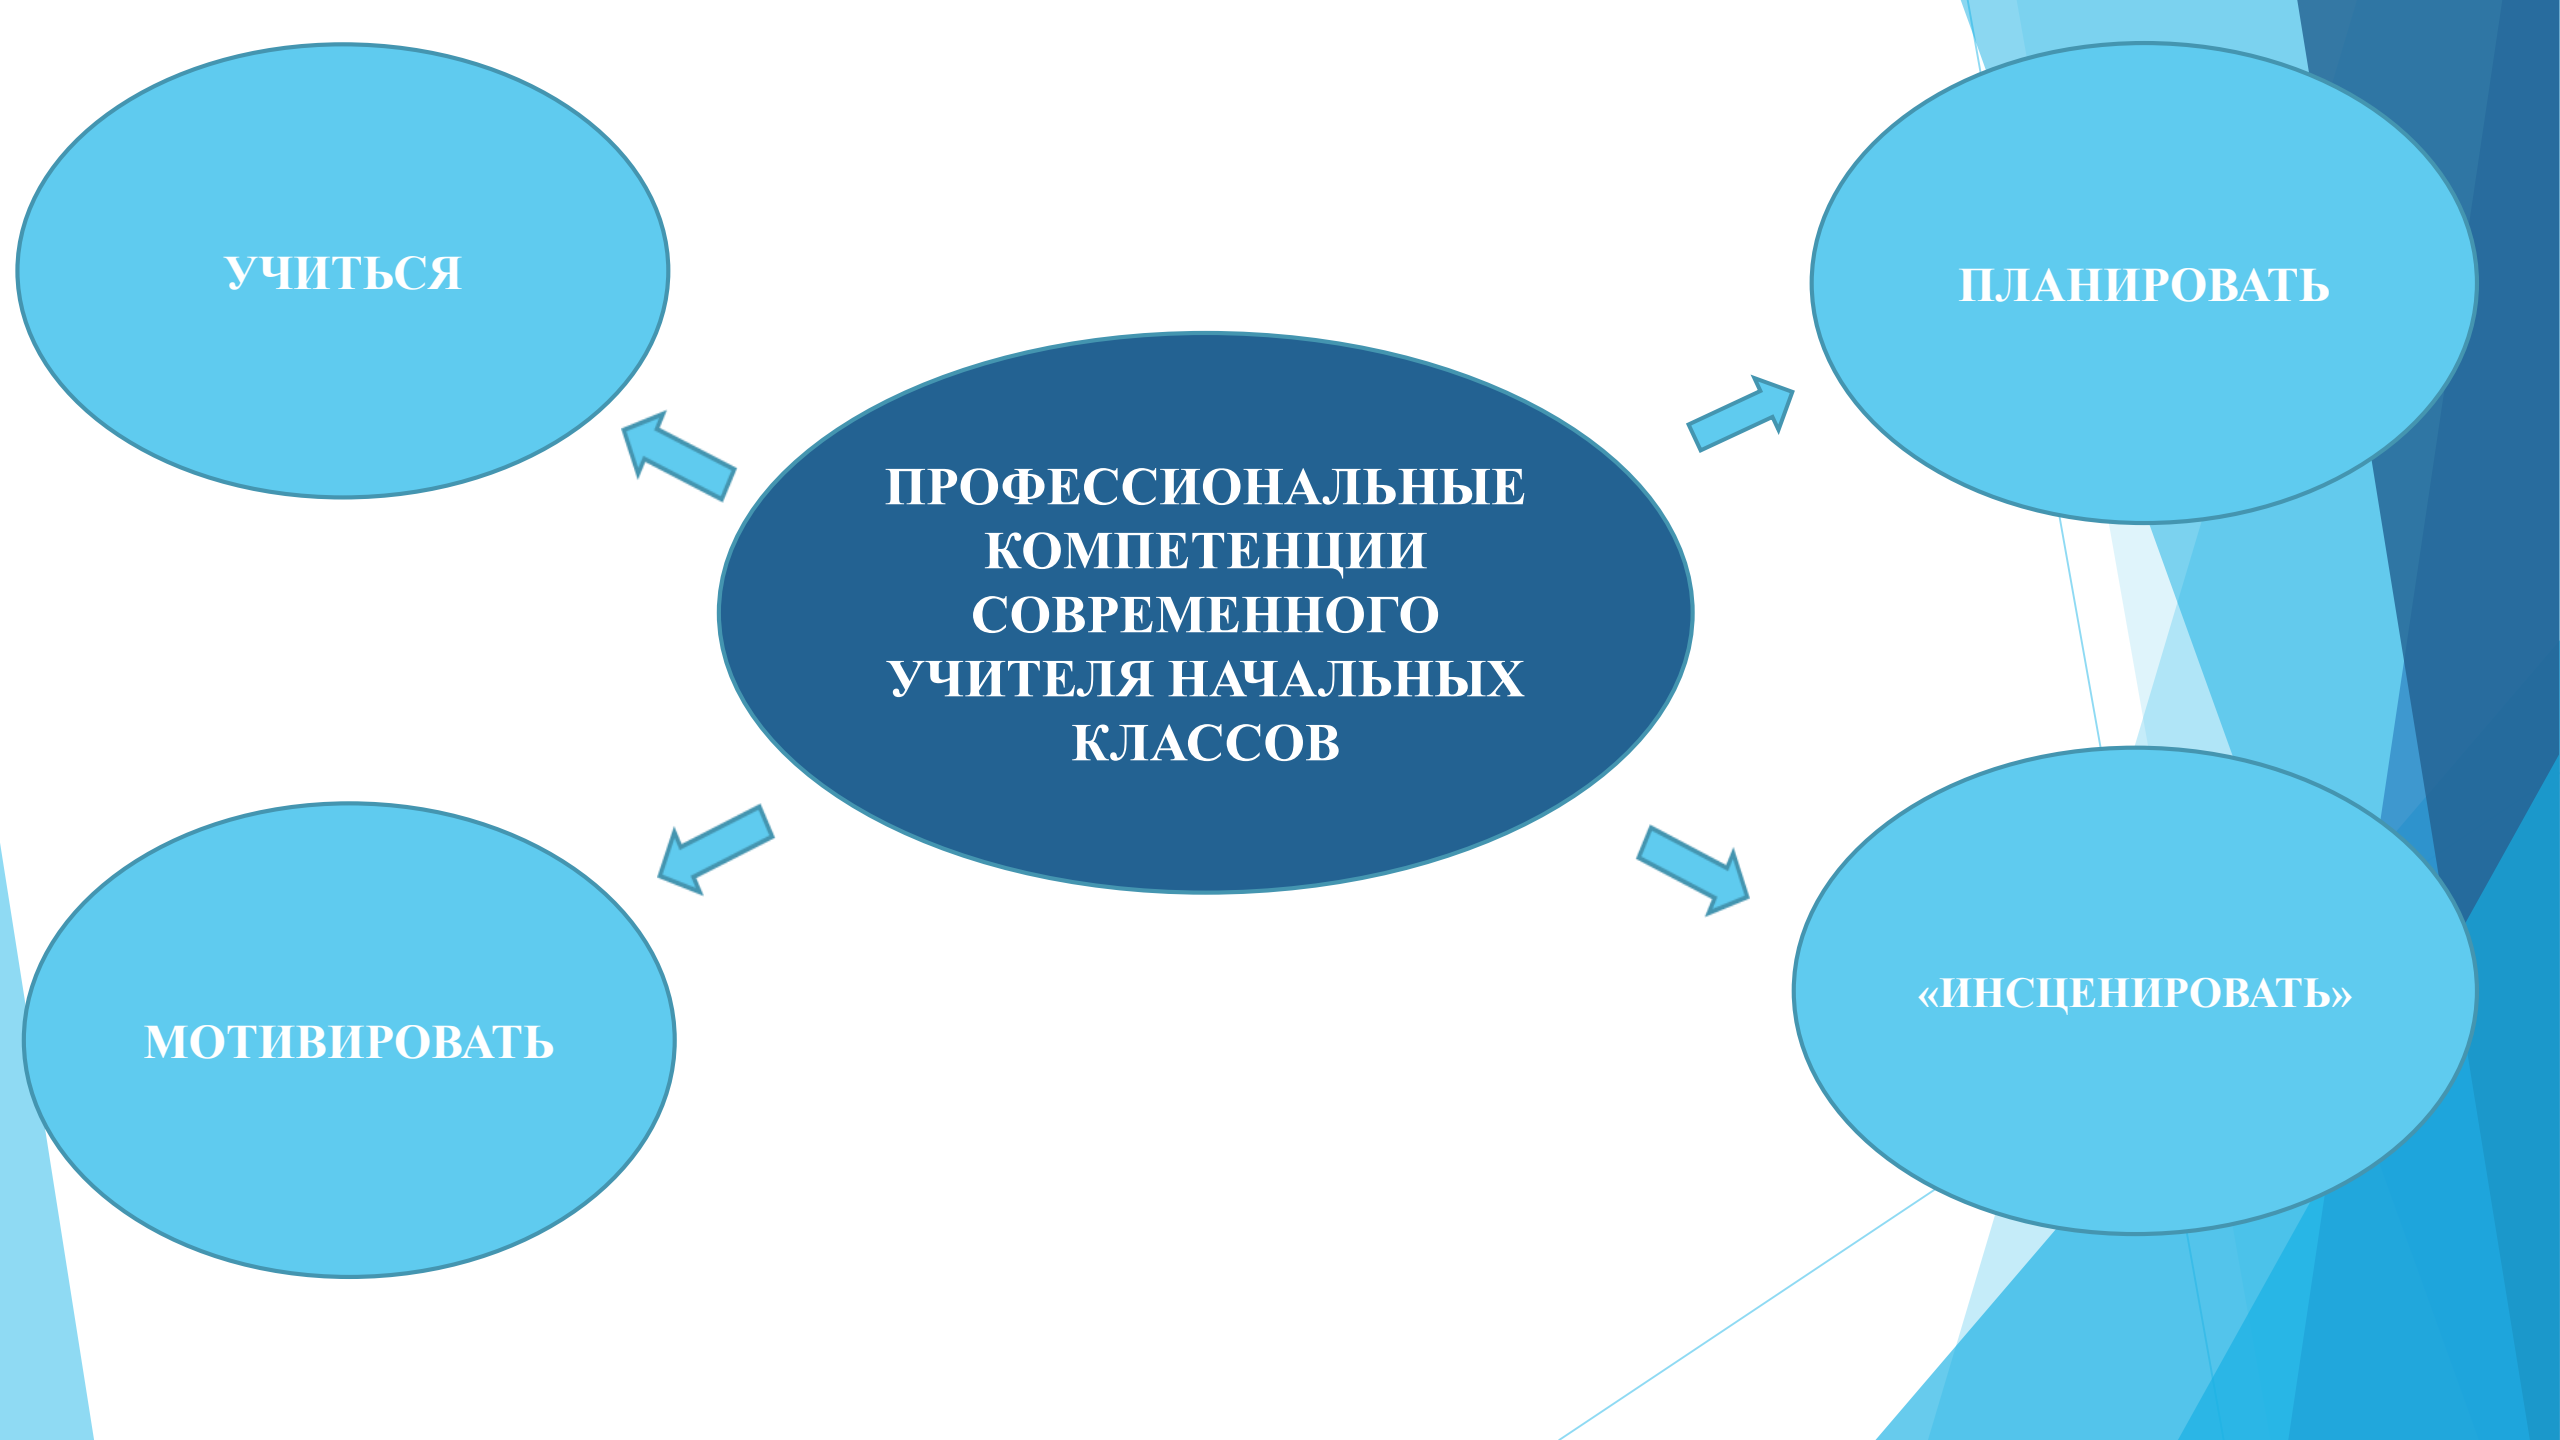 УЧИТЬСЯ
ПЛАНИРОВАТЬ
ПРОФЕССИОНАЛЬНЫЕ
КОМПЕТЕНЦИИ
СОВРЕМЕННОГО
УЧИТЕЛЯ НАЧАЛЬНЫХ
КЛАССОВ
МОТИВИРОВАТЬ
«ИНСЦЕНИРОВАТЬ»